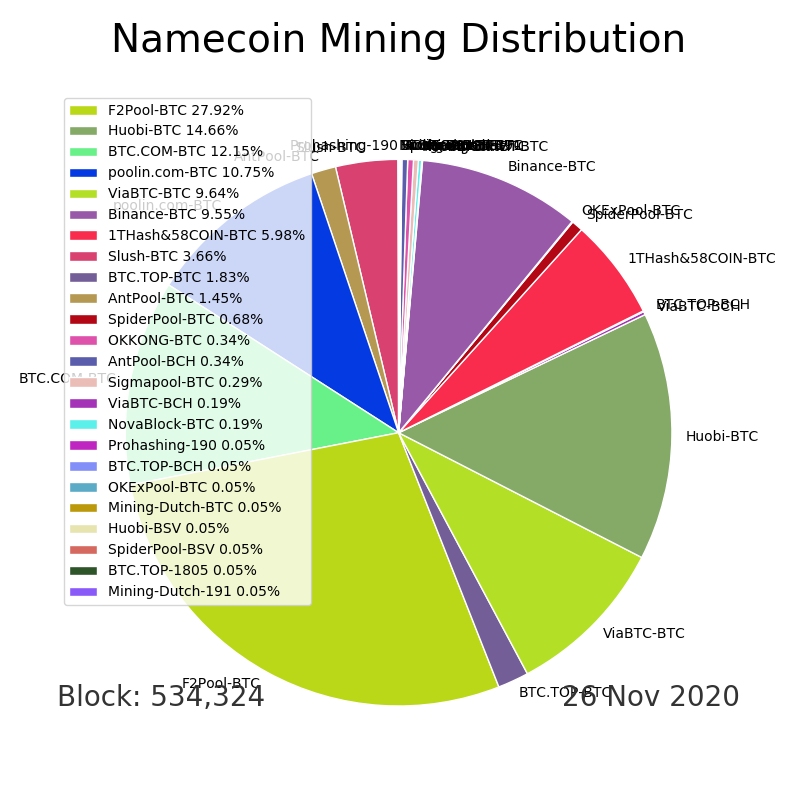 Namecoin Mining Distribution
F2Pool-BTC 27.92%
Huobi-BTC 14.66%
BTC.COM-BTC 12.15%
poolin.com-BTC 10.75%
ViaBTC-BTC 9.64%
Binance-BTC 9.55%
1THash&58COIN-BTC 5.98%
Slush-BTC 3.66%
BTC.TOP-BTC 1.83%
AntPool-BTC 1.45%
SpiderPool-BTC 0.68%
OKKONG-BTC 0.34%
AntPool-BCH 0.34%
Sigmapool-BTC 0.29%
ViaBTC-BCH 0.19%
NovaBlock-BTC 0.19%
Prohashing-190 0.05%
BTC.TOP-BCH 0.05%
OKExPool-BTC 0.05%
Mining-Dutch-BTC 0.05%
Huobi-BSV 0.05%
SpiderPool-BSV 0.05%
BTC.TOP-1805 0.05%
Mining-Dutch-191 0.05%
Prohashing-190
Slush-BTC
AntPool-BTC
poolin.com-BTC
BTC.COM-BTC
F2Pool-BTC
BTC.TOP-BTC
ViaBTC-BTC
Huobi-BTC
ViaBTC-BCH
BTC.TOP-BCH
1THash&58COIN-BTC
SpiderPool-BTC
OKExPool-BTC
Binance-BTC
Block: 534,324
26 Nov 2020